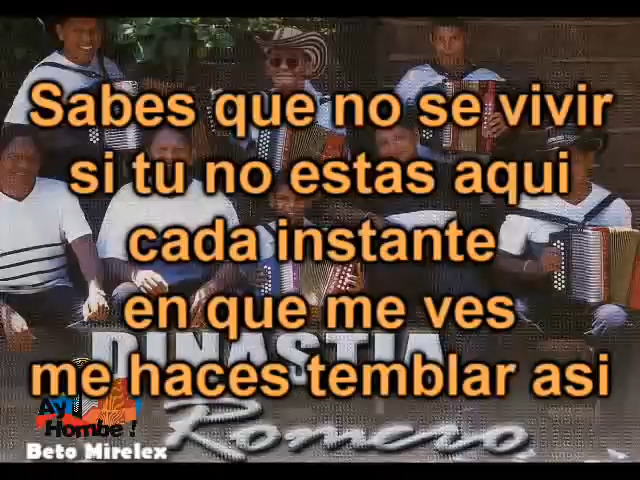 Sabes que no se vivir
si tu no estas aqui
cada instante
en que me ves
DINASTIA
me haces temblar asi
Ay
Hombe !
Romero
Beto Mirelex